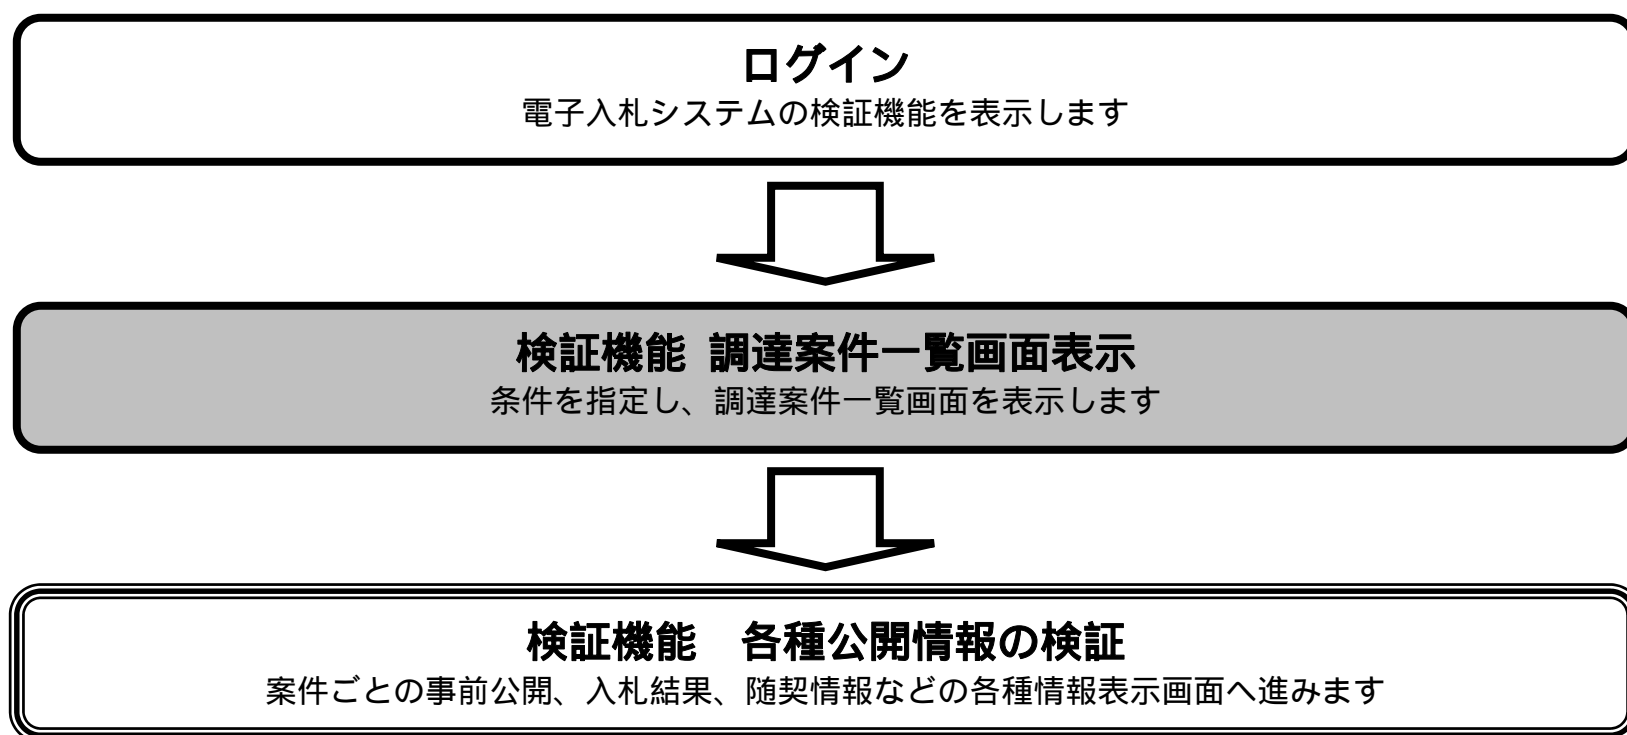 ログイン
電子入札システムの検証機能を表示します
検証機能 調達案件一覧画面表示
条件を指定し、調達案件一覧画面を表示します
検証機能　各種公開情報の検証
案件ごとの事前公開、入札結果、随契情報などの各種情報表示画面へ進みます